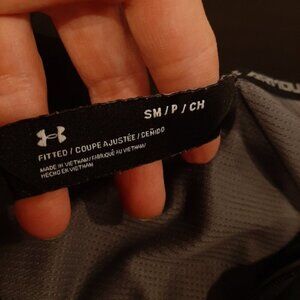 SM / P / CH
FITTED / COUPE AJUSTÉE / CEÑIDO
MADE IN VIETNAM / FABRIQUÉ AU VIETNAM /
HECHO EN VIETNAM